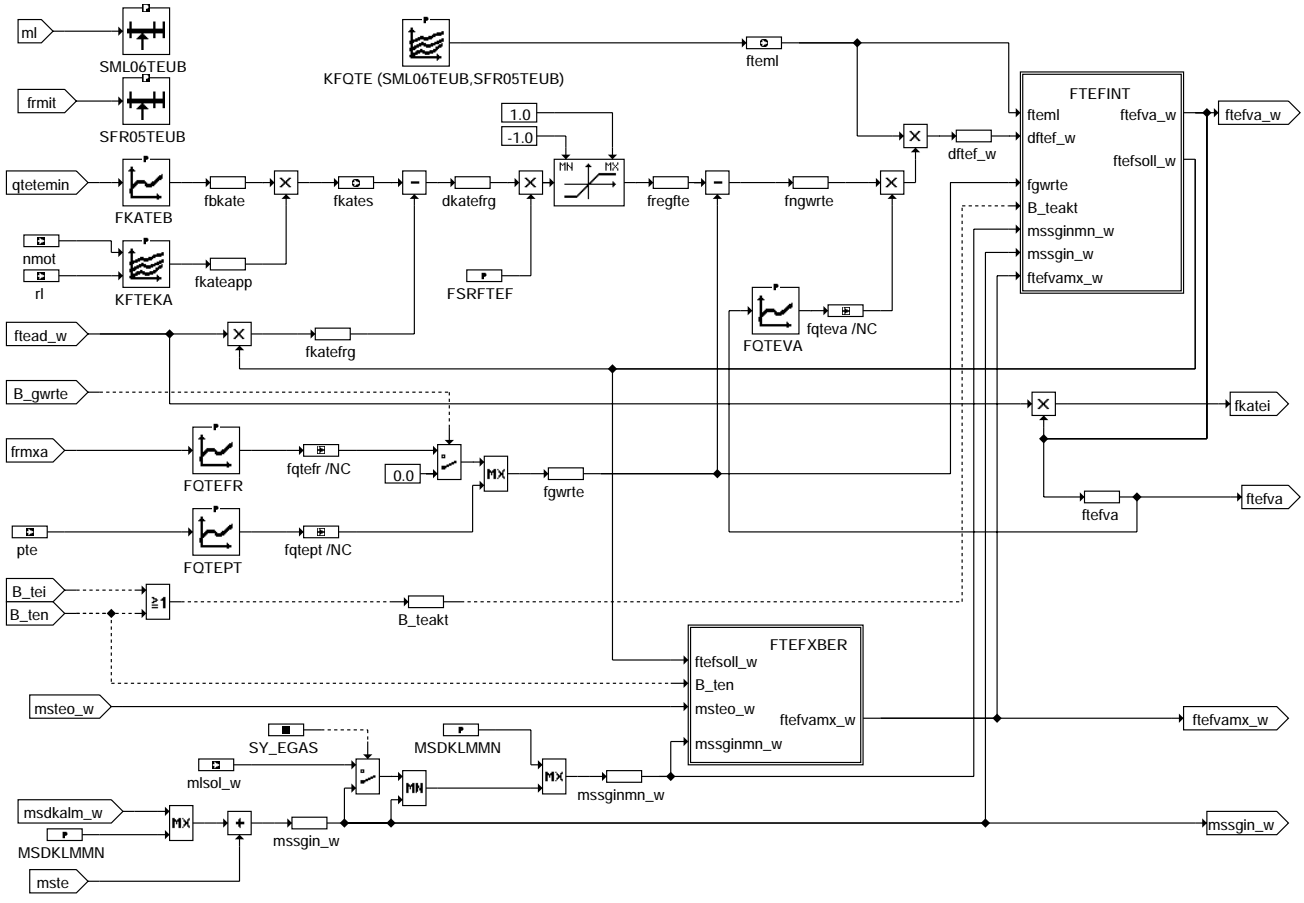 ml
SML06TEUB
KFQTE (SML06TEUB,SFR05TEUB)
fteml
frmit
SFR05TEUB
1.0
-1.0
MN
MX
FTEFINT
fteml
ftefva_w
ftefva_w
dftef_w
dftef_w
ftefsoll_w
qtetemin
FKATEB
fbkate
fkates
dkatefrg
fregfte
fngwrte
fgwrte
B_teakt
nmot
rl
KFTEKA
fkateapp
FSRFTEF
mssginmn_w
mssgin_w
ftefvamx_w
FQTEVA
fqteva /NC
ftead_w
fkatefrg
B_gwrte
fkatei
frmxa
FQTEFR
fqtefr /NC
0.0
MX
fgwrte
ftefva
ftefva
pte
FQTEPT
fqtept /NC
B_tei
B_ten
≥1
B_teakt
FTEFXBER
ftefsoll_w
B_ten
msteo_w
msteo_w
ftefvamx_w
ftefvamx_w
mssginmn_w
SY_EGAS
MSDKLMMN
mlsol_w
MN
MX
mssginmn_w
msdkalm_w
MSDKLMMN
MX
+
mssgin_w
mssgin_w
mste